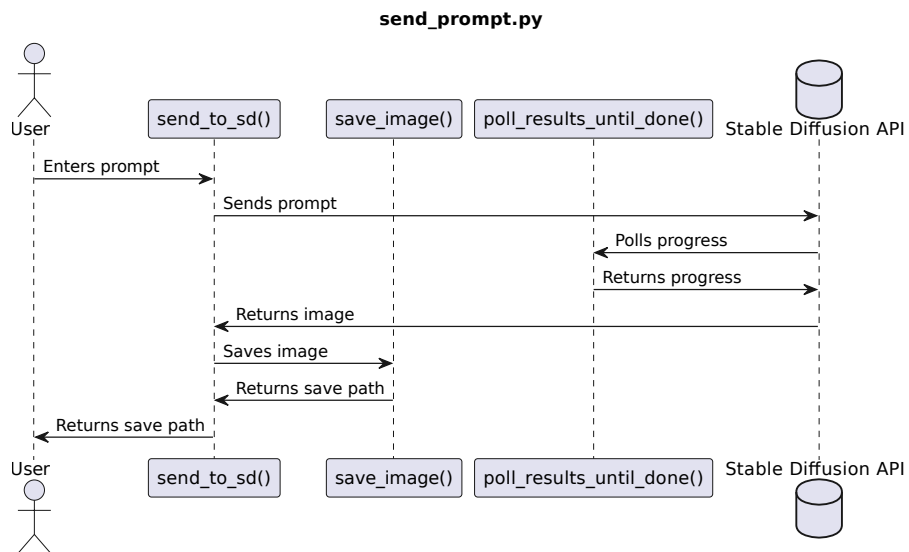 send_prompt.py
User
send_to_sd()
save_image()
poll_results_until_done()
Stable Diffusion API
Enters prompt
Sends prompt
Polls progress
Returns progress
Returns image
Saves image
Returns save path
Returns save path
User
send_to_sd()
save_image()
poll_results_until_done()
Stable Diffusion API